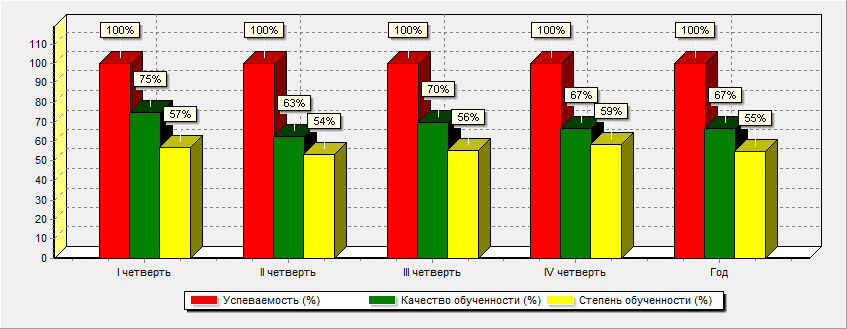 100% 100% 100% 100% 100%
75% 63% 70% 67% 67%
57% 54% 56% 59% 55%
110
100
90
80
70
60
50
40
30
20
10
0
I четверть II четверть III четверть IV четверть Год
Успеваемость (%) Качество обученности (%) Степень обученности (%)